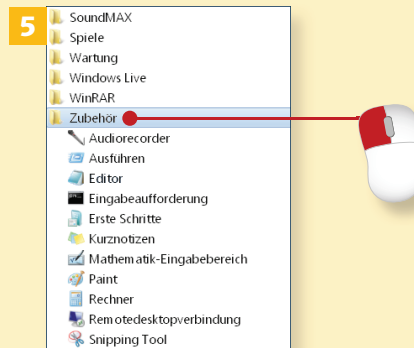 5
SoundMAX
Spiele
Wartung
Windows Live
WinRAR
Zubehör
Audiorecorder
Ausführen
Editor
Eingabeaufforderung
Erste Schritte
Kurznotizen
Mathematik-Eingabebereich
Paint
Rechner
Remotedesktopverbindung
Snipping Tool